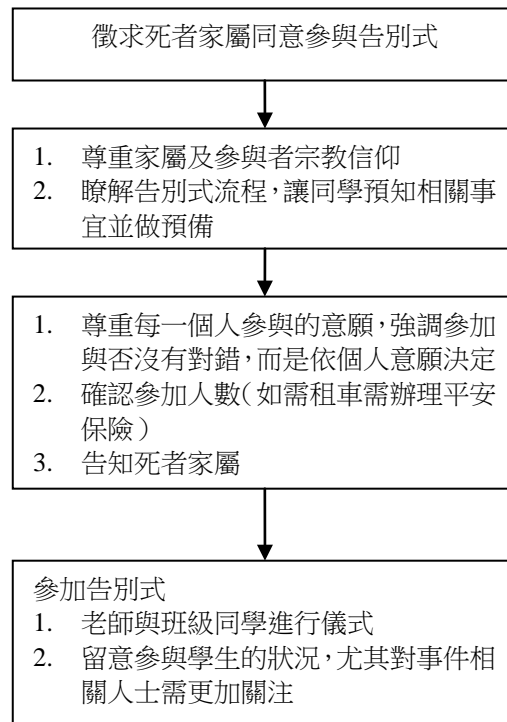 徵求死者家屬同意參與告別式
1. 尊重家屬及參與者宗教信仰
2. 瞭解告別式流程，讓同學預知相關事
宜並做預備
1. 尊重每一個人參與的意願，強調參加
與否沒有對錯，而是依個人意願決定
2. 確認參加人數（如需租車需辦理平安
保險）
3. 告知死者家屬
參加告別式
1. 老師與班級同學進行儀式
2. 留意參與學生的狀況，尤其對事件相
關人士需更加關注